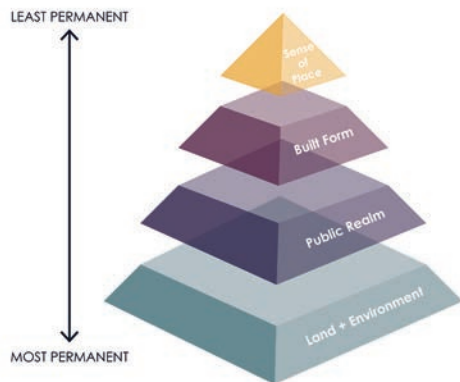 LEAST PERMANENT
Sense
of
Place
Built Form
Public Realm
Land + Environment
MOST PERMANENT